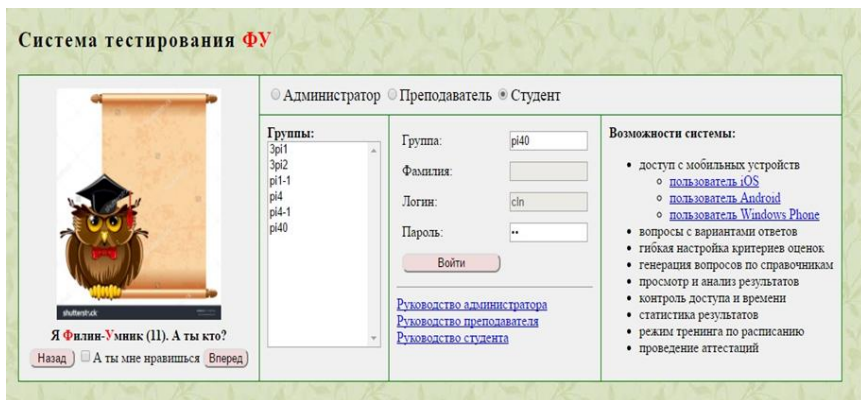 Система тестирования ФУ
Администратор Преподаватель Студент
shutterstock
Я Филин-Умник (11). А ты кто?
Назад А ты мне нравишься Вперед
Группы:
3pi1
3pi2
pi1-1
pi4
pi4-1
pi40
Группа: pi40
Фамилия:
Логин: cln
Пароль: ••
Войти
Руководство администратора
Руководство преподавателя
Руководство студента
Возможности системы:
• доступ с мобильных устройств
○ пользователь iOS
○ пользователь Android
○ пользователь Windows Phone
• вопросы с вариантами ответов
• гибкая настройка критериев оценок
• генерация вопросов по справочникам
• просмотр и анализ результатов
• контроль доступа и времени
• статистика результатов
• режим тренинга по расписанию
• проведение аттестаций